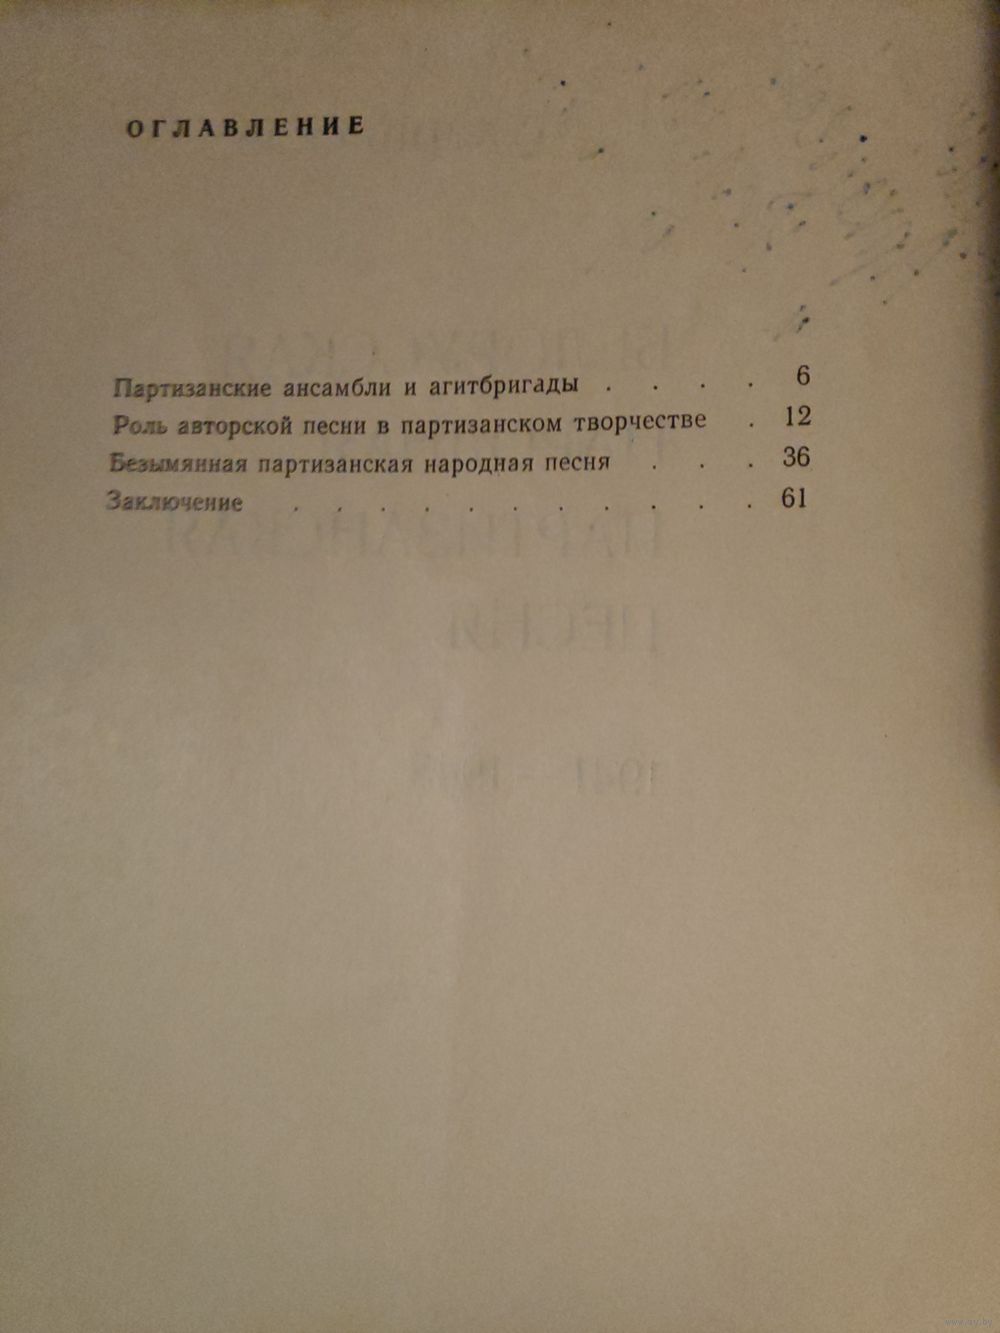 ОГЛАВЛЕНИЕ
Партизанские ансамбли и агитбригады . . . . 6
Роль авторской песни в партизанском творчестве . 12
Безымянная партизанская народная песня . . . 36
Заключение . . . . . . . . . . . 61